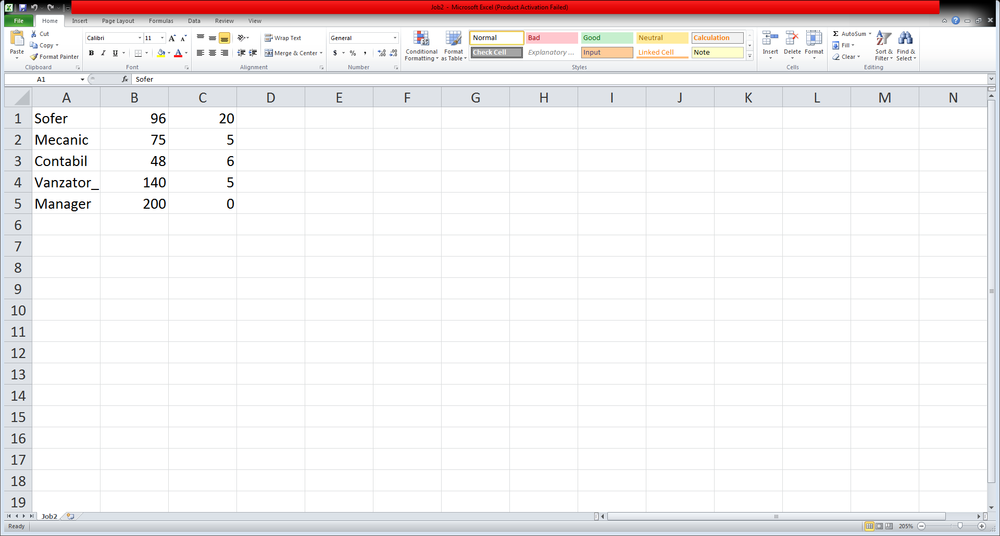 Job2 - Microsoft Excel (Product Activation Failed)
File Home Insert Page Layout Formulas Data Review View
Paste
Cut
Copy
Format Painter
Clipboard
Calibri 11
B I U
Font
Wrap Text
Merge & Center
Alignment
General
$ % ,
Number
Conditional Formatting
Format as Table
Normal Bad Good Neutral Calculation
Check Cell Explanatory ... Input Linked Cell Note
Styles
Insert Delete Format
Cells
Σ AutoSum
Fill
Clear
Sort & Filter
Find & Select
Editing
A1 fx Sofer
A B C D E F G H I J K L M N
1 Sofer 96 20
2 Mecanic 75 5
3 Contabil 48 6
4 Vanzator_ 140 5
5 Manager 200 0
6
7
8
9
10
11
12
13
14
15
16
17
18
19
Job2
Ready 205%